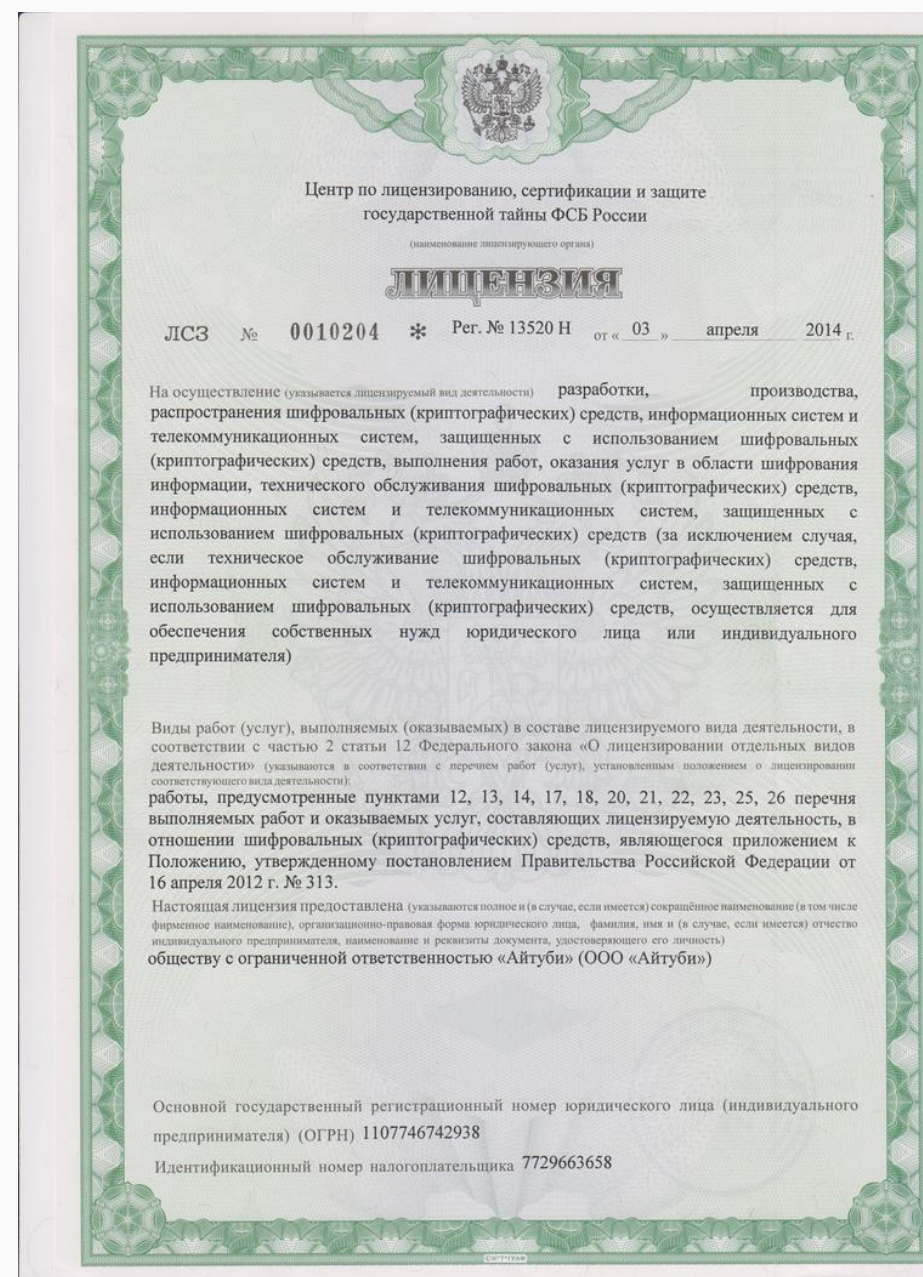 Центр по лицензированию, сертификации и защите
государственной тайны ФСБ России
(наименование лицензирующего органа)
ЛИЦЕНЗИЯ
ЛСЗ № 0010204 * Рег. № 13520 Н от « 03 » апреля 2014 г.
На осуществление (указывается лицензируемый вид деятельности) разработки, производства,
распространения шифровальных (криптографических) средств, информационных систем и
телекоммуникационных систем, защищенных с использованием шифровальных
(криптографических) средств, выполнения работ, оказания услуг в области шифрования
информации, технического обслуживания шифровальных (криптографических) средств,
информационных систем и телекоммуникационных систем, защищенных с
использованием шифровальных (криптографических) средств (за исключением случая,
если техническое обслуживание шифровальных (криптографических) средств,
информационных систем и телекоммуникационных систем, защищенных с
использованием шифровальных (криптографических) средств, осуществляется для
обеспечения собственных нужд юридического лица или индивидуального
предпринимателя)
Виды работ (услуг), выполняемых (оказываемых) в составе лицензируемого вида деятельности, в
соответствии с частью 2 статьи 12 Федерального закона «О лицензировании отдельных видов
деятельности» (указываются в соответствии с перечнем работ (услуг), установленным положением о лицензировании
соответствующего вида деятельности):
работы, предусмотренные пунктами 12, 13, 14, 17, 18, 20, 21, 22, 23, 25, 26 перечня
выполняемых работ и оказываемых услуг, составляющих лицензируемую деятельность, в
отношении шифровальных (криптографических) средств, являющегося приложением к
Положению, утвержденному постановлением Правительства Российской Федерации от
16 апреля 2012 г. № 313.
Настоящая лицензия предоставлена (указываются полное и (в случае, если имеется) сокращённое наименование (в том числе
фирменное наименование), организационно-правовая форма юридического лица, фамилия, имя и (в случае, если имеется) отчество
индивидуального предпринимателя, наименование и реквизиты документа, удостоверяющего его личность)
обществу с ограниченной ответственностью «Айтуби» (ООО «Айтуби»)
Основной государственный регистрационный номер юридического лица (индивидуального
предпринимателя) (ОГРН) 1107746742938
Идентификационный номер налогоплательщика 7729663658